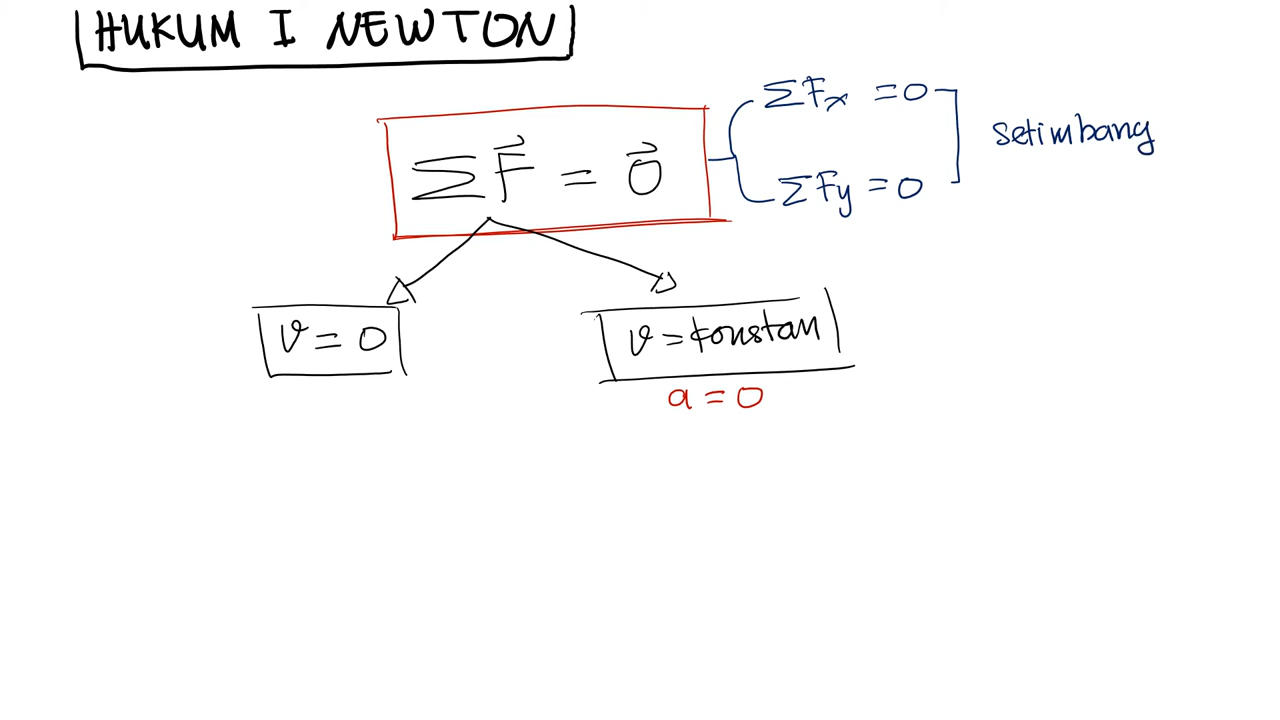 HUKUM I NEWTON
ΣF⃗ = 0⃗
ΣFx = 0
ΣFy = 0
setimbang
v = 0
v = konstan
a = 0